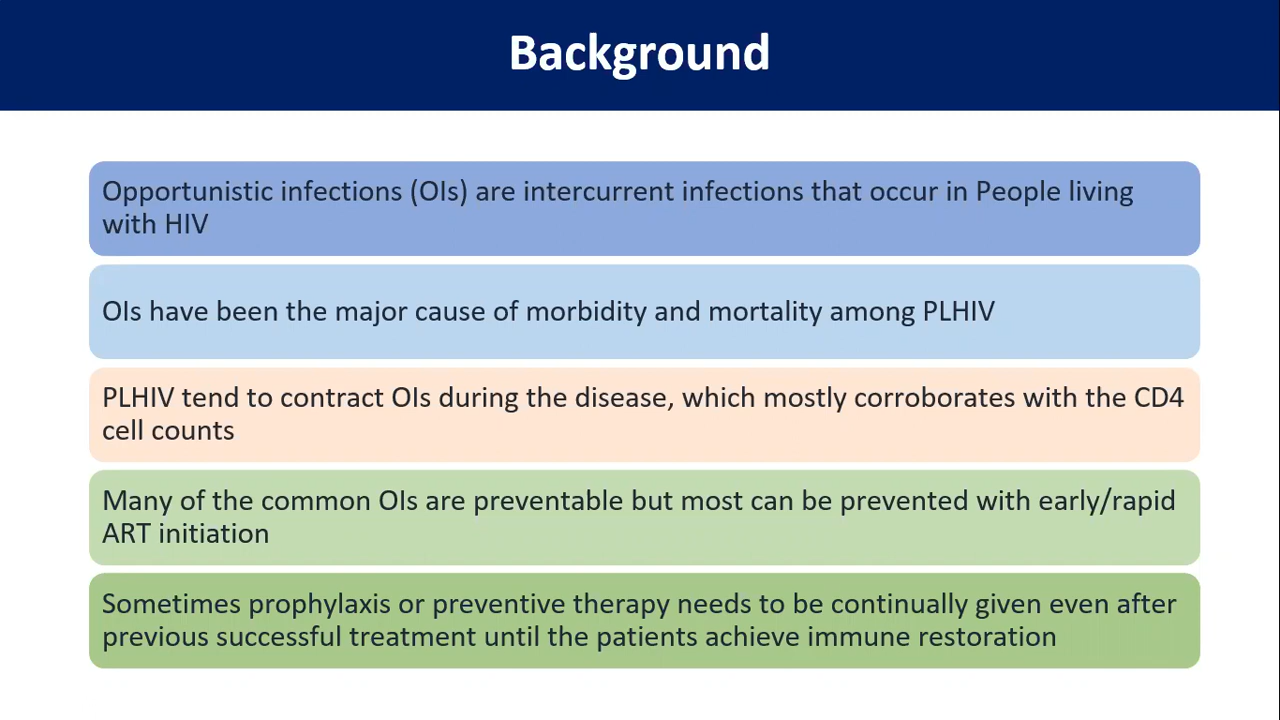 Background
Opportunistic infections (OIs) are intercurrent infections that occur in People living
with HIV
OIs have been the major cause of morbidity and mortality among PLHIV
PLHIV tend to contract OIs during the disease, which mostly corroborates with the CD4
cell counts
Many of the common OIs are preventable but most can be prevented with early/rapid
ART initiation
Sometimes prophylaxis or preventive therapy needs to be continually given even after
previous successful treatment until the patients achieve immune restoration